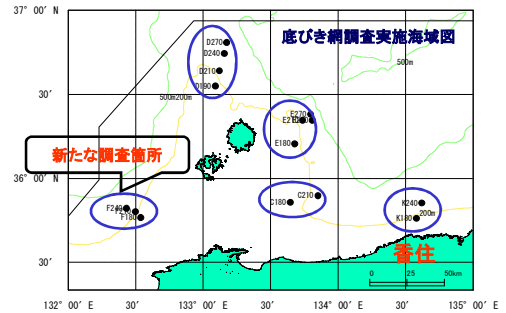 37° 00′ N
底びき網調査実施海域図
D270
D240
500m
D210
D190
30′
500m200m
E270
E210
E180
新たな調査箇所
36° 00′ N
F240
F180
C180
C210
K240
200m
K180
香住
30′
0 25 50km
132° 00′ E 30′ 133° 00′ E 30′ 134° 00′ E 30′ 135° 00′ E